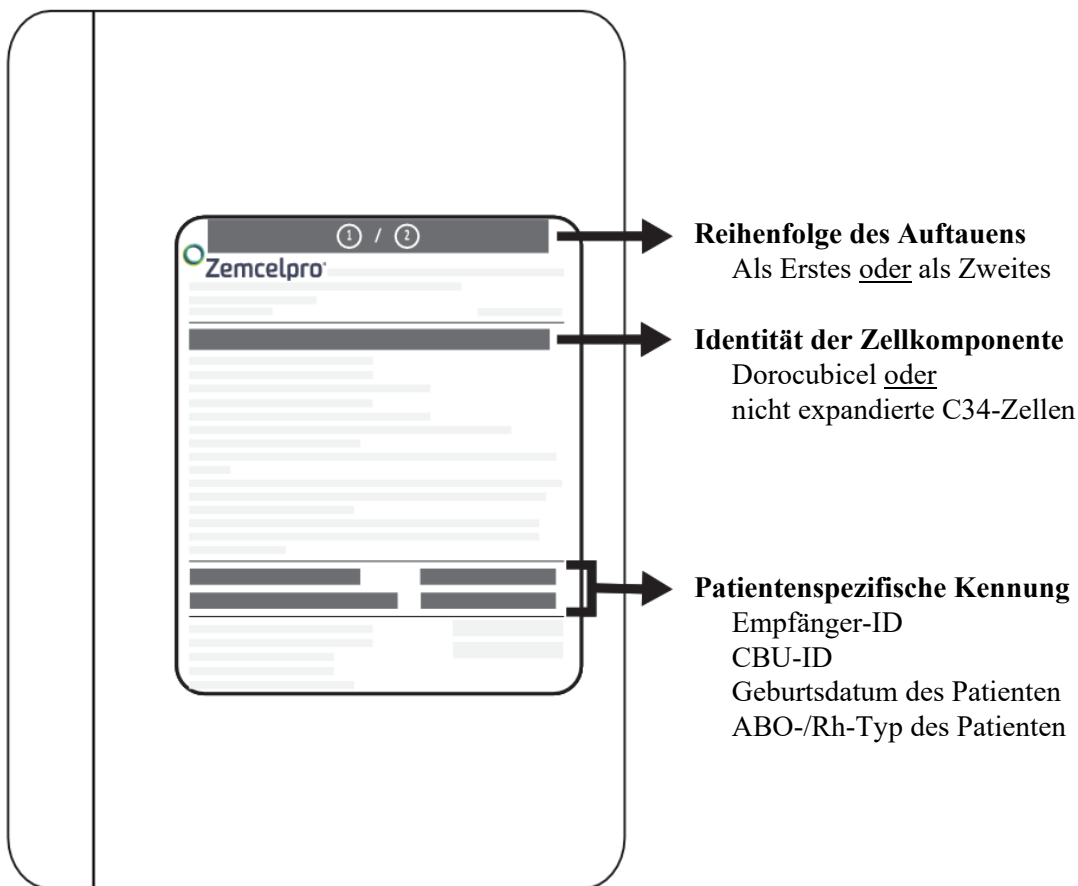 ① / ②
Zemcelpro
Reihenfolge des Auftauens
Als Erstes oder als Zweites
Identität der Zellkomponente
Dorocubicel oder
nicht expandierte C34-Zellen
Patientenspezifische Kennung
Empfänger-ID
CBU-ID
Geburtsdatum des Patienten
ABO-/Rh-Typ des Patienten